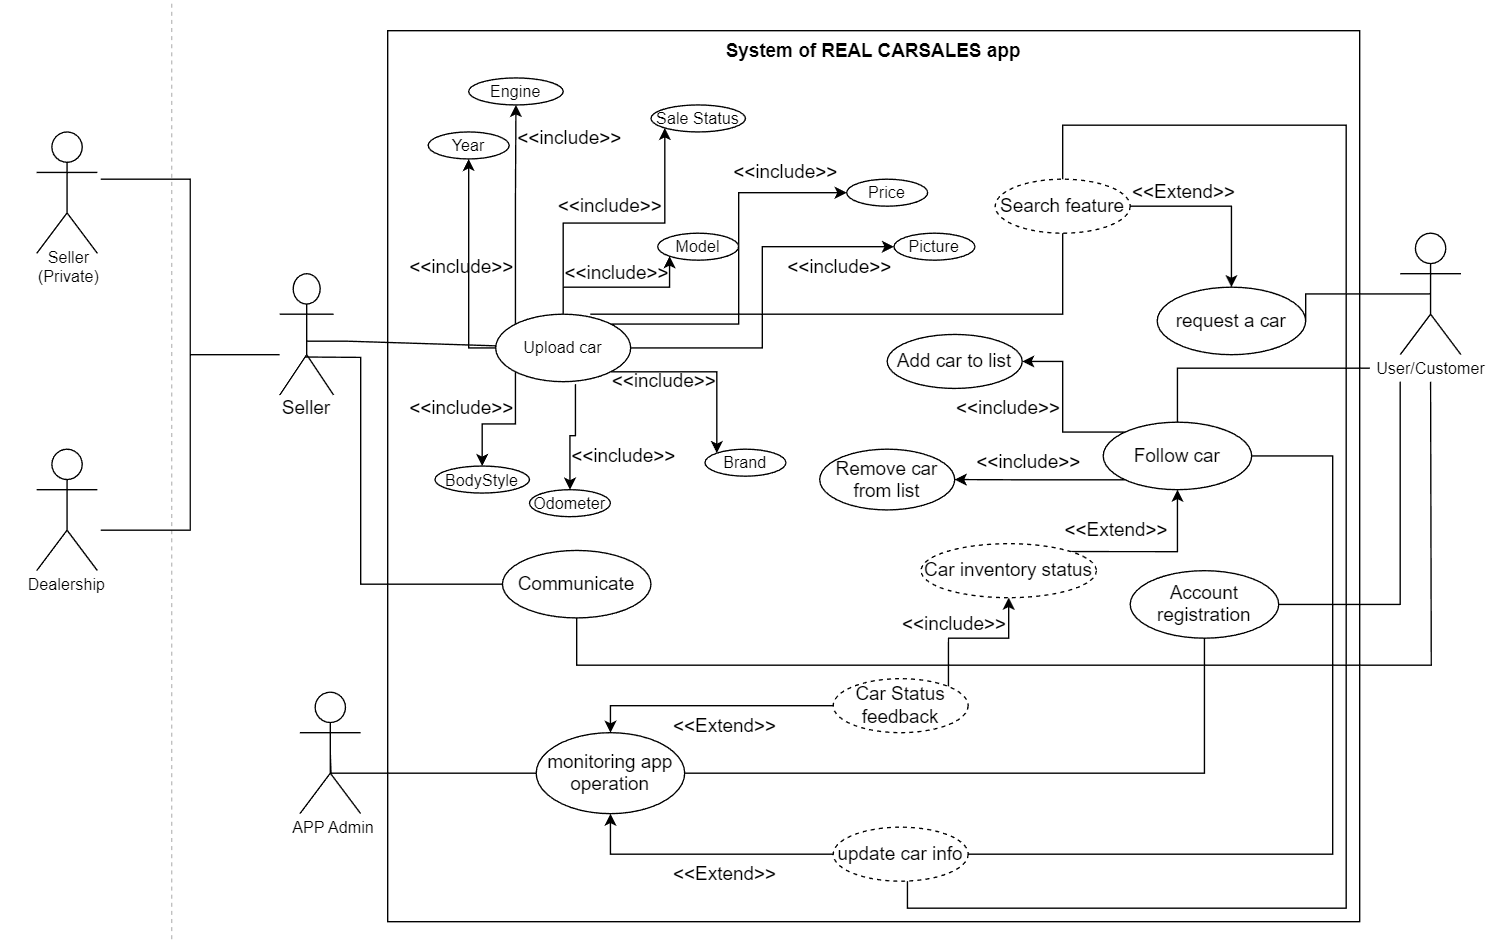 System of REAL CARSALES app
Engine
<<include>>
Sale Status
Year
<<include>>
Price
<<Extend>>
Search feature
<<include>>
Model
Picture
Seller
(Private)
<<include>>
<<include>>
<<include>>
request a car
Upload car
Add car to list
User/Customer
<<include>>
Seller
<<include>>
<<include>>
Follow car
<<include>>
Brand
<<include>>
Remove car
from list
BodyStyle
Odometer
<<Extend>>
Car inventory status
Communicate
Dealership
Account
registration
<<include>>
Car Status
feedback
<<Extend>>
monitoring app
operation
APP Admin
update car info
<<Extend>>